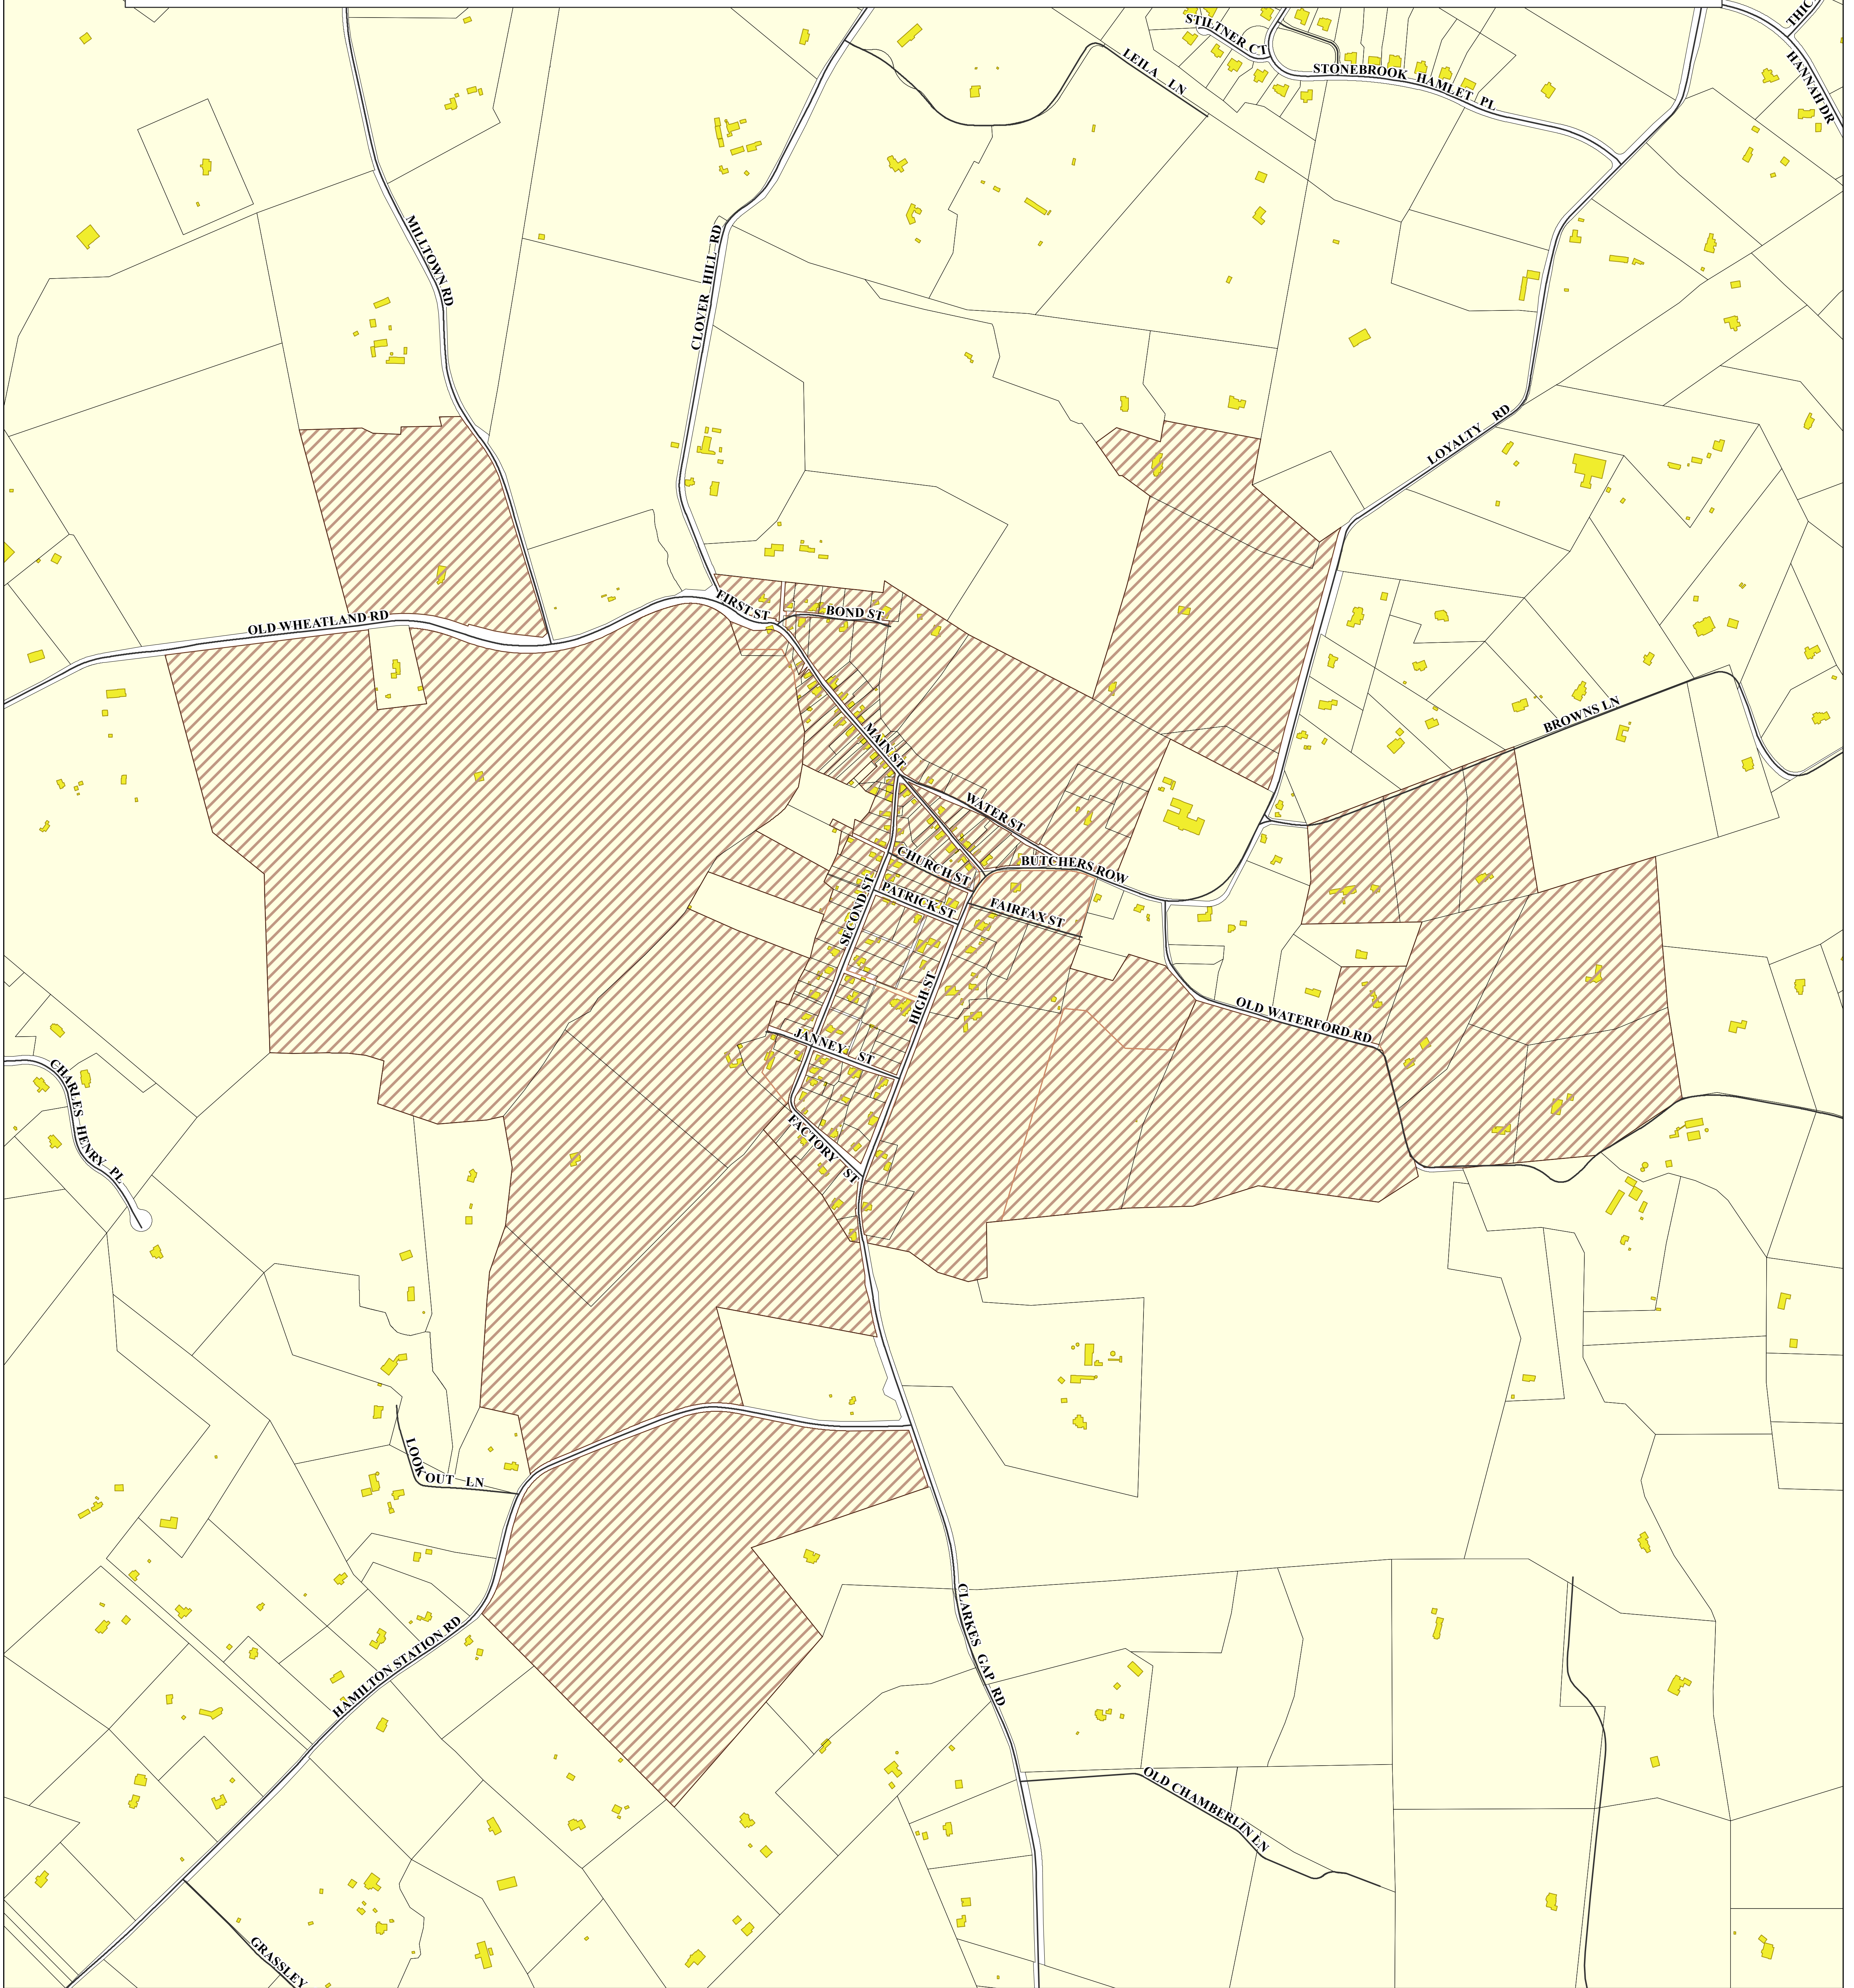 STILTNER CT
THIC
LEILA LN
STONEBROOK HAMLET PL
HANNAH DR
MILLTOWN RD
CLOVER HILL RD
LOYALTY RD
OLD WHEATLAND RD
FIRST ST
BOND ST
MAIN ST
BROWNS LN
WATER ST
CHURCH ST
BUTCHERS ROW
PATRICK ST
SECOND ST
FAIRFAX ST
HIGH ST
OLD WATERFORD RD
JANNEY ST
CHARLES HENRY PL
FACTORY ST
LOOK OUT LN
CLARKES GAP RD
HAMILTON STATION RD
OLD CHAMBERLIN LN
GRASSLEY